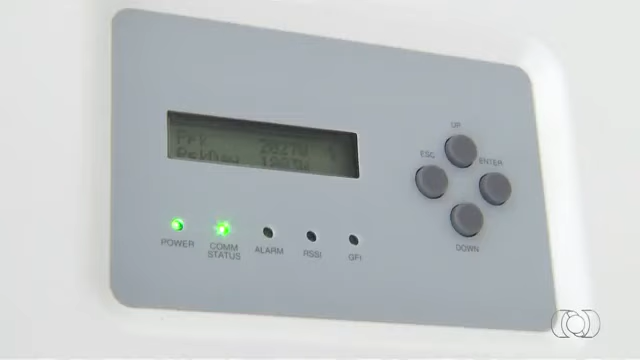 UP
ESC
ENTER
DOWN
POWER
COMM
STATUS
ALARM
RSSI
GFI